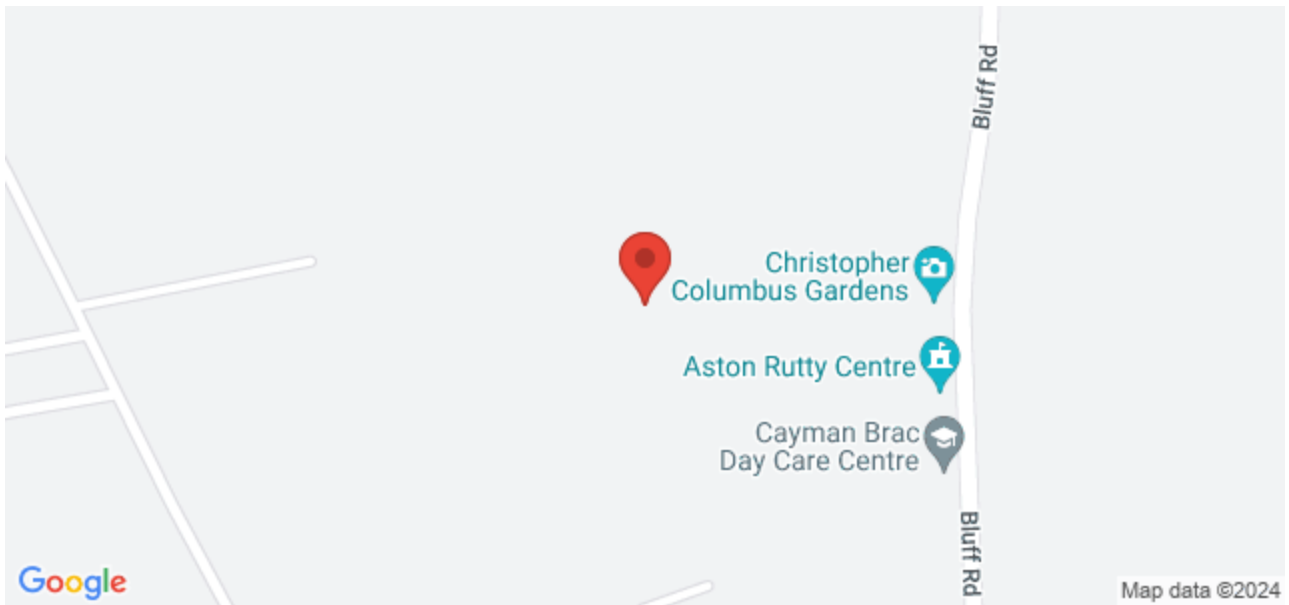 Bluff Rd
Christopher
Columbus Gardens
Aston Rutty Centre
Cayman Brac
Day Care Centre
Bluff Rd
Google
Map data ©2024